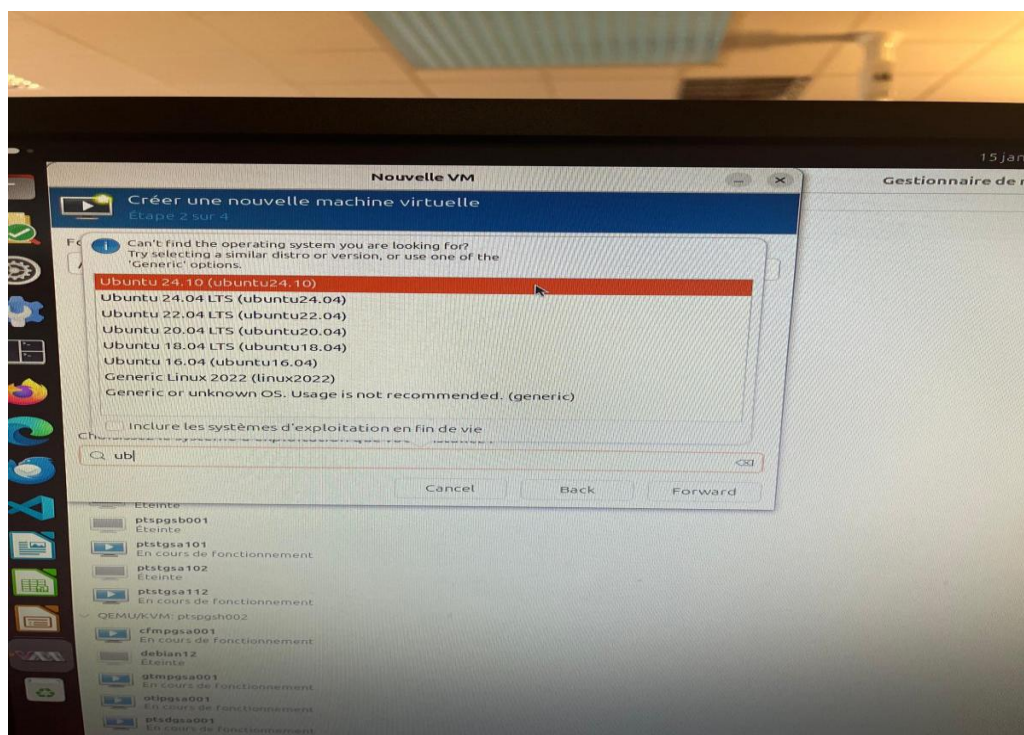 15 jan
Nouvelle VM
Gestionnaire de
Créer une nouvelle machine virtuelle
Étape 2 sur 4
Can't find the operating system you are looking for?
Try selecting a similar distro or version, or use one of the
'Generic' options.
Ubuntu 24.10 (ubuntu24.10)
Ubuntu 24.04 LTS (ubuntu24.04)
Ubuntu 22.04 LTS (ubuntu22.04)
Ubuntu 20.04 LTS (ubuntu20.04)
Ubuntu 18.04 LTS (ubuntu18.04)
Ubuntu 16.04 (ubuntu16.04)
Generic Linux 2022 (linux2022)
Generic or unknown OS. Usage is not recommended. (generic)
Inclure les systèmes d'exploitation en fin de vie
ub
Cancel
Back
Forward
Éteinte
ptspgsb001
Éteinte
ptstgsa101
En cours de fonctionnement
ptstgsa102
Éteinte
ptstgsa112
En cours de fonctionnement
QEMU/KVM: ptspgsh002
cfmpgsa001
En cours de fonctionnement
debian12
Éteinte
gtmpgsa001
En cours de fonctionnement
En cours de fonctionnement
ptsdgsa001
En cours de fonctionnement